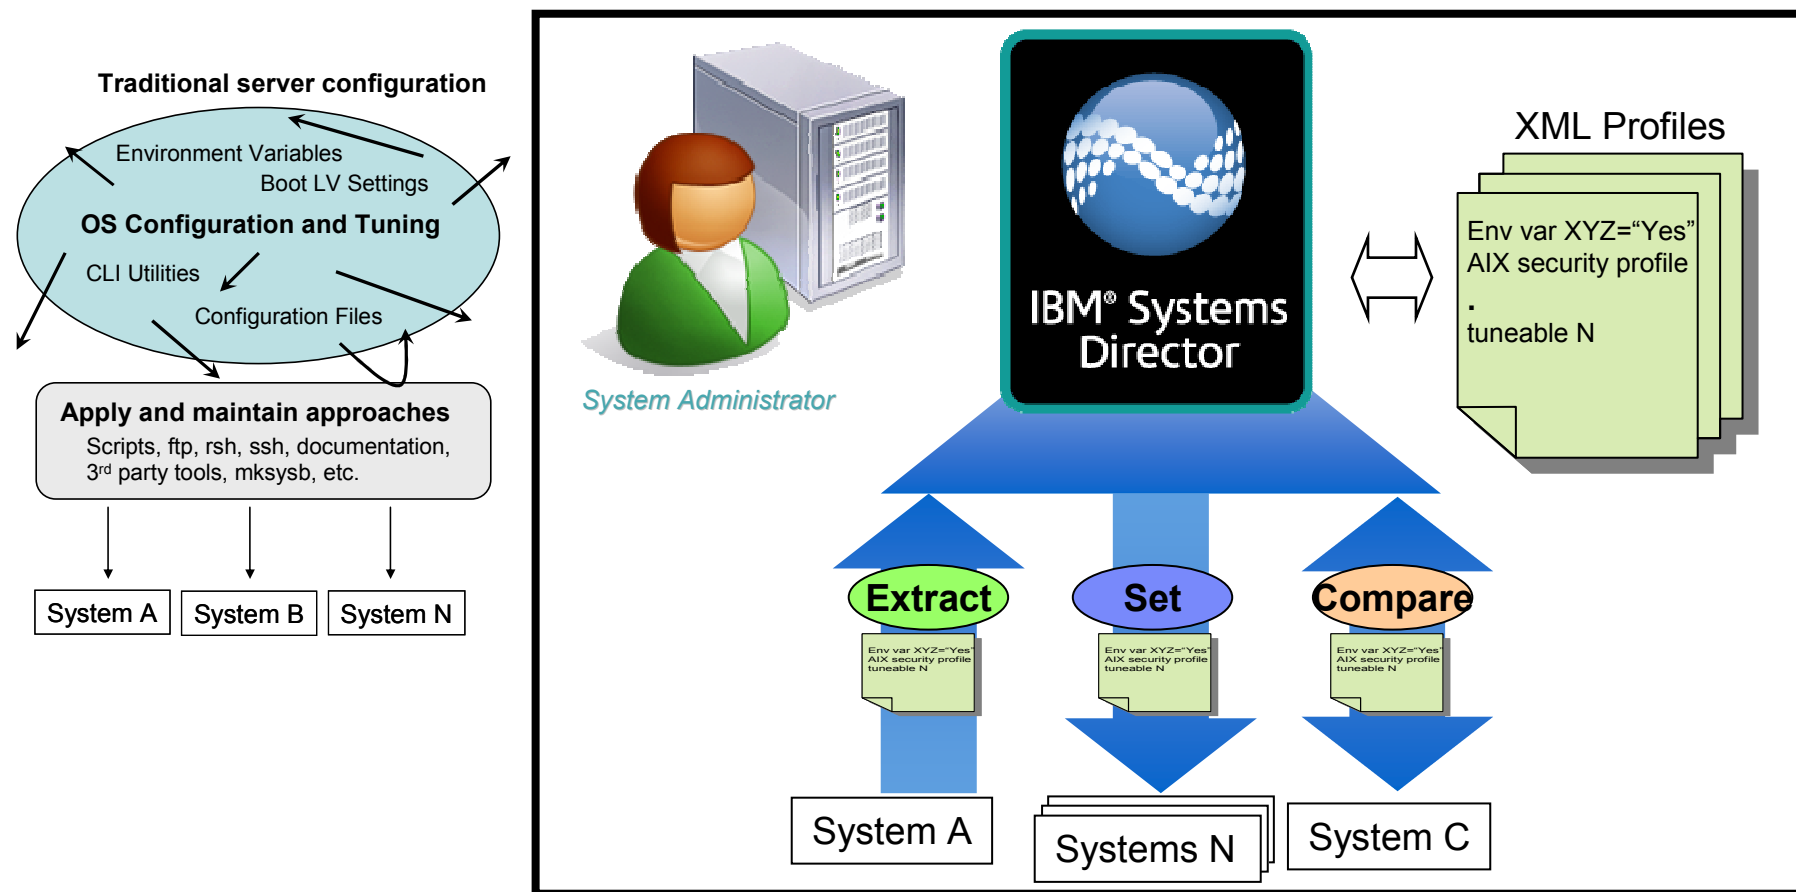 Traditional server configuration
Environment Variables
Boot LV Settings
OS Configuration and Tuning
CLI Utilities
Configuration Files
Apply and maintain approaches
Scripts, ftp, rsh, ssh, documentation,
3rd party tools, mksysb, etc.
System A
System B
System N
System Administrator
IBM® Systems
Director
XML Profiles
Env var XYZ=“Yes”
AIX security profile
.
tuneable N
Extract
Set
Compare
Env var XYZ=“Yes”
AIX security profile
tuneable N
Env var XYZ=“Yes”
AIX security profile
tuneable N
Env var XYZ=“Yes”
AIX security profile
tuneable N
System A
Systems N
System C